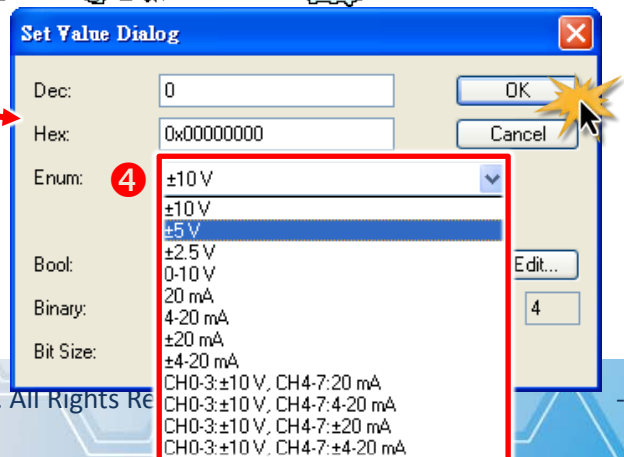 Set Value Dialog
Dec: 0 OK
Hex: 0x00000000 Cancel
Enum: 4 ±10 V
±10 V
±5 V
±2.5 V
Bool: 0-10 V Edit...
20 mA
Binary: 4-20 mA 4
±20 mA
Bit Size: ±4-20 mA
CH0-3:±10 V, CH4-7:20 mA
All Rights Re CH0-3:±10 V, CH4-7:4-20 mA
CH0-3:±10 V, CH4-7:±20 mA
CH0-3:±10 V, CH4-7:±4-20 mA